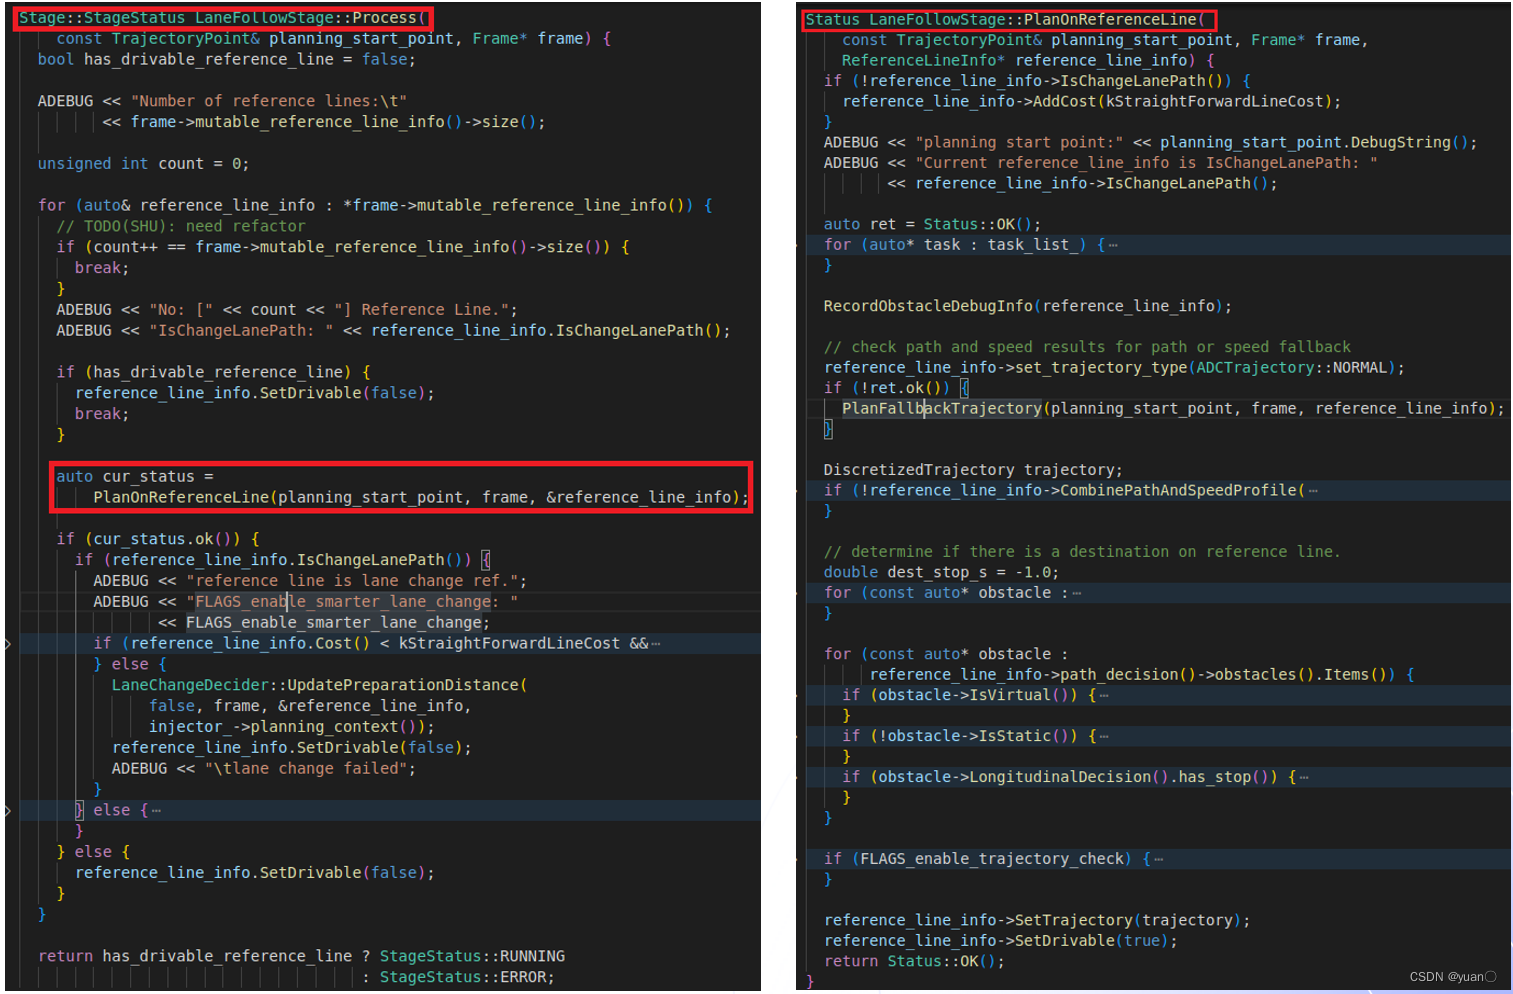 Stage::StageStatus LaneFollowStage::Process(
    const TrajectoryPoint& planning_start_point, Frame* frame) {
  bool has_drivable_reference_line = false;

  ADEBUG << "Number of reference lines:\t"
         << frame->mutable_reference_line_info()->size();

  unsigned int count = 0;

  for (auto& reference_line_info : *frame->mutable_reference_line_info()) {
    // TODO(SHU): need refactor
    if (count++ == frame->mutable_reference_line_info()->size()) {
      break;
    }
    ADEBUG << "No: [" << count << "] Reference Line.";
    ADEBUG << "IsChangeLanePath: " << reference_line_info.IsChangeLanePath();

    if (has_drivable_reference_line) {
      reference_line_info.SetDrivable(false);
      break;
    }

    auto cur_status =
        PlanOnReferenceLine(planning_start_point, frame, &reference_line_info);

    if (cur_status.ok()) {
      if (reference_line_info.IsChangeLanePath()) {
        ADEBUG << "reference line is lane change ref.";
        ADEBUG << "FLAGS_enable_smarter_lane_change: "
               << FLAGS_enable_smarter_lane_change;
        if (reference_line_info.Cost() < kStraightForwardLineCost &&⋯
        } else {
          LaneChangeDecider::UpdatePreparationDistance(
              false, frame, &reference_line_info,
              injector_->planning_context());
          reference_line_info.SetDrivable(false);
          ADEBUG << "\tlane change failed";
        }
      } else {⋯
      }
    } else {
      reference_line_info.SetDrivable(false);
    }
  }

  return has_drivable_reference_line ? StageStatus::RUNNING
                                     : StageStatus::ERROR;
Status LaneFollowStage::PlanOnReferenceLine(
    const TrajectoryPoint& planning_start_point, Frame* frame,
    ReferenceLineInfo* reference_line_info) {
  if (!reference_line_info->IsChangeLanePath()) {
    reference_line_info->AddCost(kStraightForwardLineCost);
  }
  ADEBUG << "planning start point:" << planning_start_point.DebugString();
  ADEBUG << "Current reference_line_info is IsChangeLanePath: "
         << reference_line_info->IsChangeLanePath();

  auto ret = Status::OK();
  for (auto* task : task_list_) {⋯
  }

  RecordObstacleDebugInfo(reference_line_info);

  // check path and speed results for path or speed fallback
  reference_line_info->set_trajectory_type(ADCTrajectory::NORMAL);
  if (!ret.ok()) {
    PlanFallbackTrajectory(planning_start_point, frame, reference_line_info);
  }

  DiscretizedTrajectory trajectory;
  if (!reference_line_info->CombinePathAndSpeedProfile(⋯
  }

  // determine if there is a destination on reference line.
  double dest_stop_s = -1.0;
  for (const auto* obstacle :⋯
  }

  for (const auto* obstacle :
       reference_line_info->path_decision()->obstacles().Items()) {
    if (obstacle->IsVirtual()) {⋯
    }
    if (!obstacle->IsStatic()) {⋯
    }
    if (obstacle->LongitudinalDecision().has_stop()) {⋯
    }
  }

  if (FLAGS_enable_trajectory_check) {⋯
  }

  reference_line_info->SetTrajectory(trajectory);
  reference_line_info->SetDrivable(true);
  return Status::OK();
}
CSDN @yuan〇